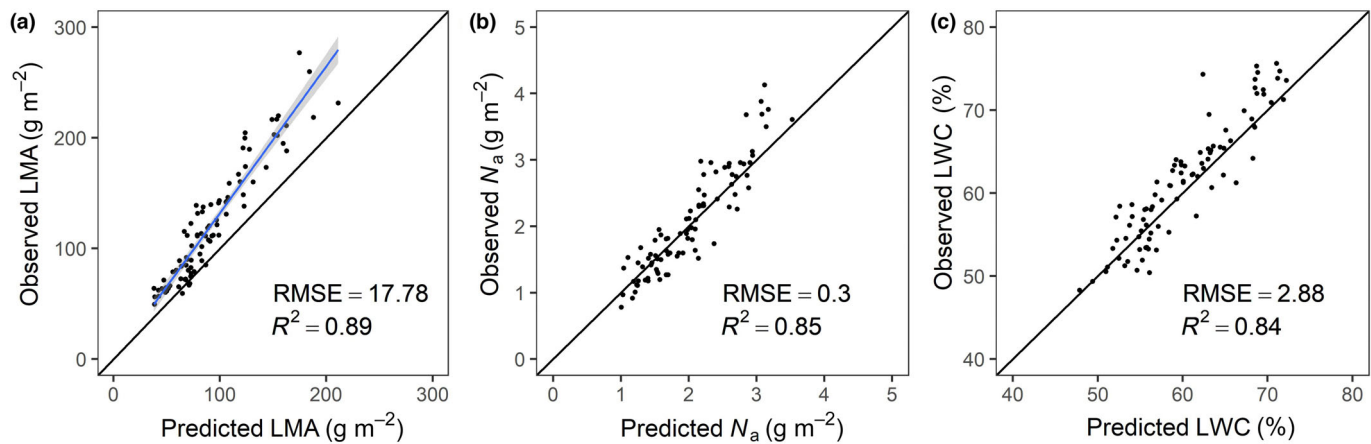 (a)
Observed LMA (g m−2)
300
200
100
0
RMSE = 17.78
R2 = 0.89
0 100 200 300
Predicted LMA (g m−2)
(b)
Observed Na (g m−2)
5
4
3
2
1
0
RMSE = 0.3
R2 = 0.85
0 1 2 3 4 5
Predicted Na (g m−2)
(c)
Observed LWC (%)
80
70
60
50
40
RMSE = 2.88
R2 = 0.84
40 50 60 70 80
Predicted LWC (%)